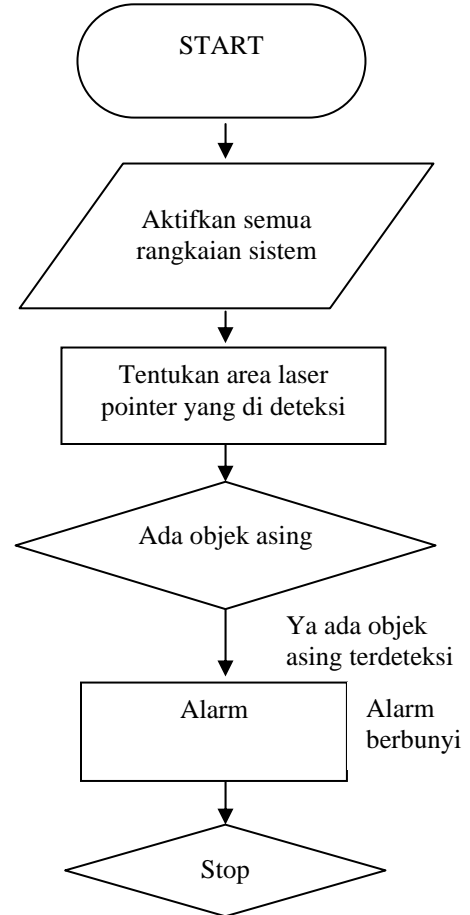 START
Aktifkan semua
rangkaian sistem
Tentukan area laser
pointer yang di deteksi
Ada objek asing
Ya ada objek
asing terdeteksi
Alarm
Alarm
berbunyi
Stop